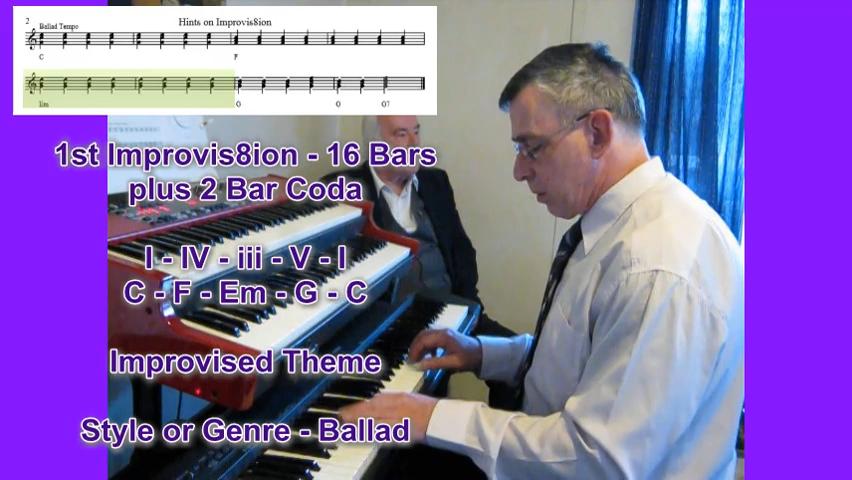 2
Hints on Improvis8ion
Ballad Tempo
C F
G G G7
1st Improvis8ion - 16 Bars
plus 2 Bar Coda
I - IV - iii - V - I
C - F - Em - G - C
Improvised Theme
Style or Genre - Ballad